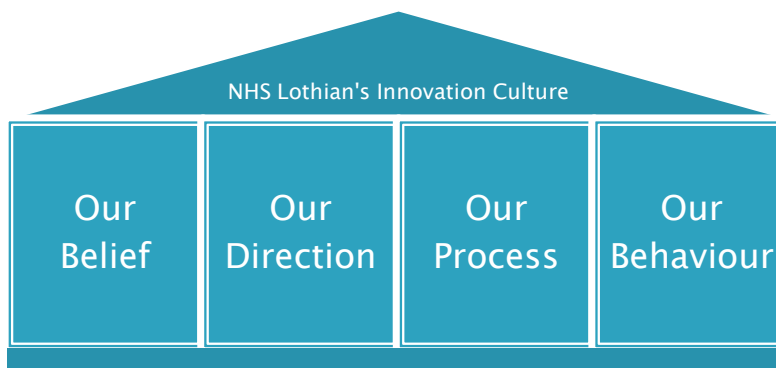 NHS Lothian's Innovation Culture
Our
Belief
Our
Direction
Our
Process
Our
Behaviour